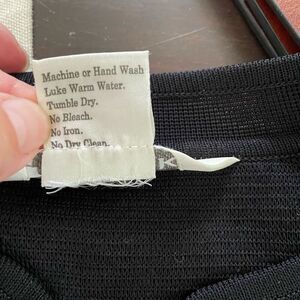 Machine or Hand Wash
Luke Warm Water.
Tumble Dry.
No Bleach.
No Iron.
No Dry Clean.